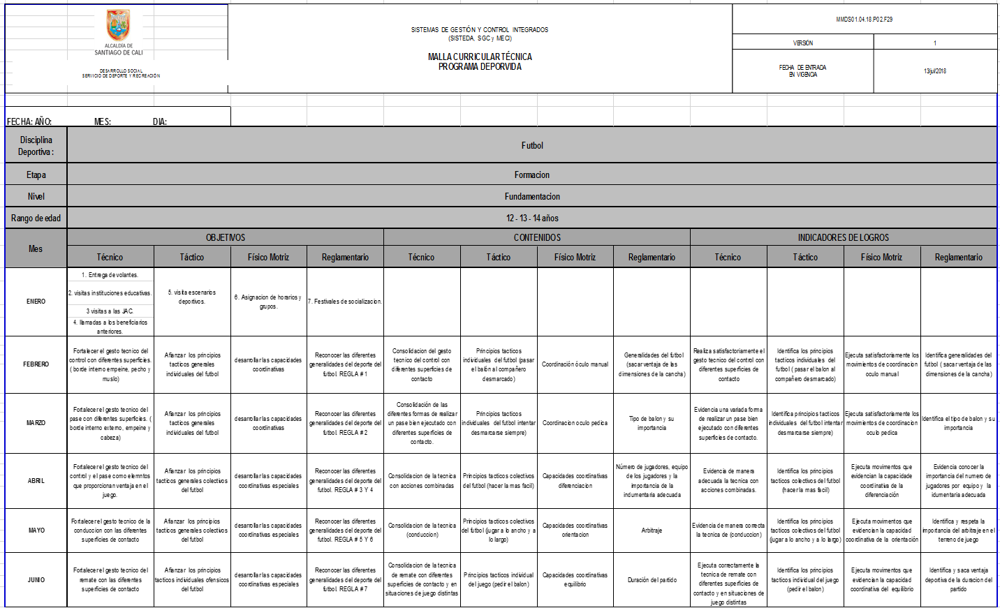 ALCALDÍA DE
SANTIAGO DE CALI
DESARROLLO SOCIAL
SERVICIO DE DEPORTE Y RECREACIÓN
SISTEMAS DE GESTIÓN Y CONTROL INTEGRADOS
(SISTEDA, SGC y MECI)
MALLA CURRICULAR TÉCNICA
PROGRAMA DEPORVIDA
MMDS01.04.18.P02.F29
VERSIÓN
1
FECHA DE ENTRADA
EN VIGENCIA
13/jul/2018
FECHA: AÑO: MES: DIA:
Disciplina
Deportiva :
Futbol
Etapa
Formacion
Nivel
Fundamentacion
Rango de edad
12 - 13 - 14 años
Mes
OBJETIVOS
CONTENIDOS
INDICADORES DE LOGROS
Técnico
Táctico
Físico Motriz
Reglamentario
Técnico
Táctico
Físico Motriz
Reglamentario
Técnico
Táctico
Físico Motriz
Reglamentario
ENERO
1. Entrega de volantes.
2. visitas instituciones educativas.
3 visitas a las JAC.
4. llamadas a los beneficiarios
anteriores.
5. visita escenarios
deportivos.
6. Asignacion de horarios y
grupos.
7. Festivales de socializacion.
FEBRERO
Fortalecer el gesto tecnico del
control con diferentes superficies.
( borde interno empeine, pecho y
muslo)
Afianzar los principios
tacticos generales
individuales del futbol
desarrollar las capacidades
coordinativas
Reconocer las diferentes
generalidades del deporte del
futbol. REGLA # 1
Consolidacion del gesto
tecnico del control con
diferentes superficies de
contacto
Principios tacticos
individuales del futbol (pasar
el balón al compañero
desmarcado)
Coordinación óculo manual
Generalidades del futbol
(sacar ventaja de las
dimensiones de la cancha)
Realiza satisfactoriamente el
gesto tecnico del control con
diferentes superficies de
contacto
Identifica los principios
tacticos individuales del
futbol ( pasar el balon al
compañero desmarcado)
Ejecuta satisfactoriamente los
movimientos de coordinacion
oculo manual
Identifica generalidades del
futbol ( sacar ventaja de las
dimensiones de la cancha)
MARZO
Fortalecer el gesto tecnico del
pase con diferentes superficies. (
borde interno externo, empeine y
cabeza)
Afianzar los principios
tacticos generales
individuales del futbol
desarrollar las capacidades
coordinativas
Reconocer las diferentes
generalidades del deporte del
futbol. REGLA # 2
Consolidación de las
diferentes formas de realizar
un pase bien ejecutado con
diferentes superficies de
contacto.
Principios tacticos
individuales del futbol intentar
desmarcarse siempre)
Coordinacion oculo pedica
Tipo de balon y su
importancia
Evidencia una variada forma
de realizar un pase bien
ejecutado con diferentes
superficies de contacto.
Identifica principios tacticos
individuales del futbol intentar
desmarcarse siempre)
Ejecuta satisfactoriamente los
movimientos de coordinacion
oculo pedica
Identifica el tipo de balon y su
importancia
ABRIL
Fortalecer el gesto tecnico del
control y el pase como elemntos
que proporcionan ventaja en el
juego.
Afianzar los principios
tacticos generales colectivos
del futbol
desarrollar las capacidades
coordinativas especiales
Reconocer las diferentes
generalidades del deporte del
futbol. REGLA # 3 Y 4
Consolidacion de la tecnica
con acciones combinadas
Principios tacticos colectivos
del futbol (hacer la mas facil)
Capacidades coordinativas
diferenciacion
Número de jugadores, equipo
de los jugadores y la
importancia de la
indumentaria adecuada
Evidencia de manera
adecuada la tecnica con
acciones combinadas.
Identifica los principios
tacticos colectivos del futbol
(hacer la mas facil)
Ejecuta movimentos que
evidencian la capacidade
coordinativa de la
diferenciación
Evidencia conocer la
importancia del numero de
jugadores por equipo y la
idumentaria adecuada
MAYO
Fortalecer el gesto tecnico de la
conduccion con las diferentes
superficies de contacto
Afianzar los principios
tacticos generales colectivos
del futbol
desarrollar las capacidades
coordinativas especiales
Reconocer las diferentes
generalidades del deporte del
futbol. REGLA # 5 Y 6
Consolidacion de la tecnica
(conduccion)
Principios tacticos colectivos
del futbol (jugar a lo ancho y a
lo largo)
Capacidades coordinativas
orientacion
Arbitraje
Evidencia de manera correcta
la tecnica de (conduccion)
Identifica los principios
tacticos colectivos del futbol
(jugar a lo ancho y a lo largo)
Ejecuta movimentos que
evidencian la capacidad
coordinativa de la orientación
Identifica y respeta la
importancia del arbitraje en el
terreno de juego
JUNIO
Fortalecer el gesto tecnico del
remate con las diferentes
superficies de contacto
Afianzar los principios
tacticos individuales ofensicos
del futbol
desarrollar las capacidades
coordinativas especiales
Reconocer las diferentes
generalidades del deporte del
futbol. REGLA # 7
Consolidacion de la tecnica
de remate con diferentes
superficies de contacto y en
situaciones de juego distintas
Principios tacticos individual
del juego (pedir el balon)
Capacidades coordinativas
equilibrio
Duración del partido
Ejecuta correctamente la
tecnica de remate con
diferentes superficies de
contacto y en situaciones de
juego distintas
Identifica los principios
tacticos individual del juego
(pedir el balon)
Ejecuta movimentos que
evidencian la capacidad
coordinativa del equilibrio
Identifica y saca ventaja
deportiva de la duracion del
partido